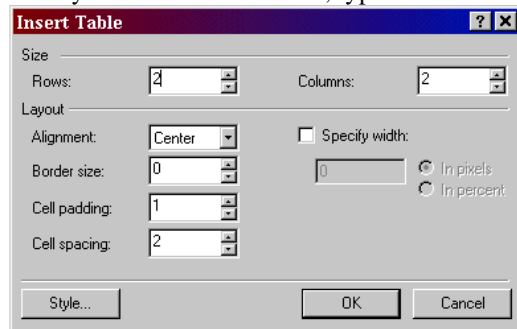 Insert Table
Size
Rows: 2 Columns: 2
Layout
Alignment: Center Specify width:
Border size: 0 0 In pixels
In percent
Cell padding: 1
Cell spacing: 2
Style... OK Cancel